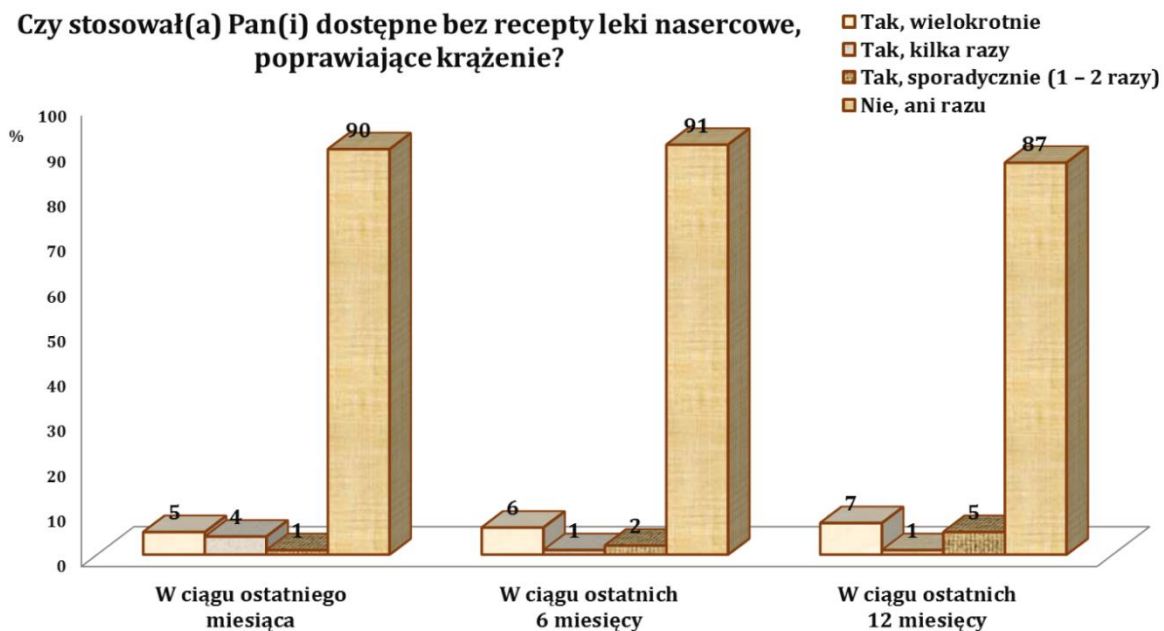 Czy stosował(a) Pan(i) dostępne bez recepty leki nasercowe,
poprawiające krążenie?
Tak, wielokrotnie
Tak, kilka razy
Tak, sporadycznie (1 – 2 razy)
Nie, ani razu
%
100
90
80
70
60
50
40
30
20
10
0
5
4
1
90
6
1
2
91
7
1
5
87
W ciągu ostatniego
miesiąca
W ciągu ostatnich
6 miesięcy
W ciągu ostatnich
12 miesięcy